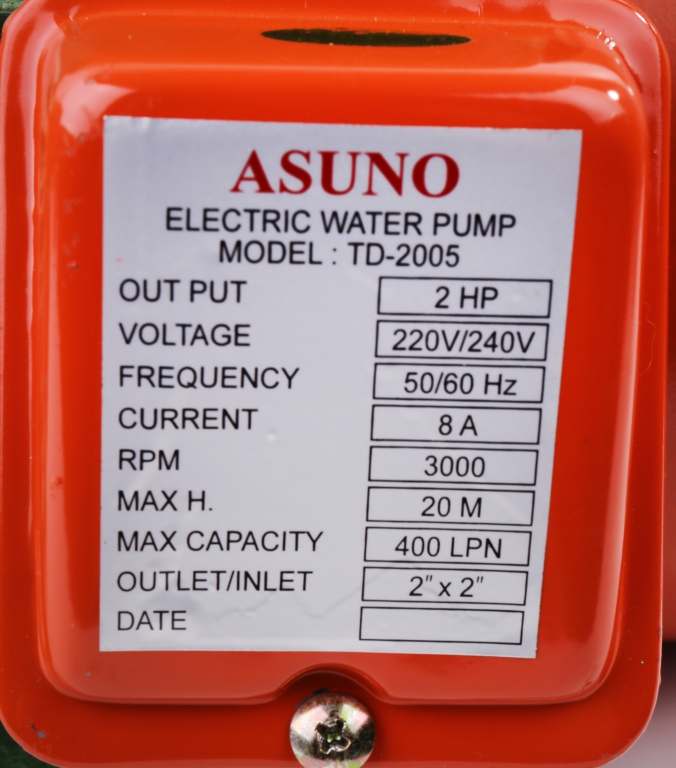 ASUNO
ELECTRIC WATER PUMP
MODEL : TD-2005
OUT PUT 2 HP
VOLTAGE 220V/240V
FREQUENCY 50/60 Hz
CURRENT 8 A
RPM 3000
MAX H. 20 M
MAX CAPACITY 400 LPN
OUTLET/INLET 2" x 2"
DATE